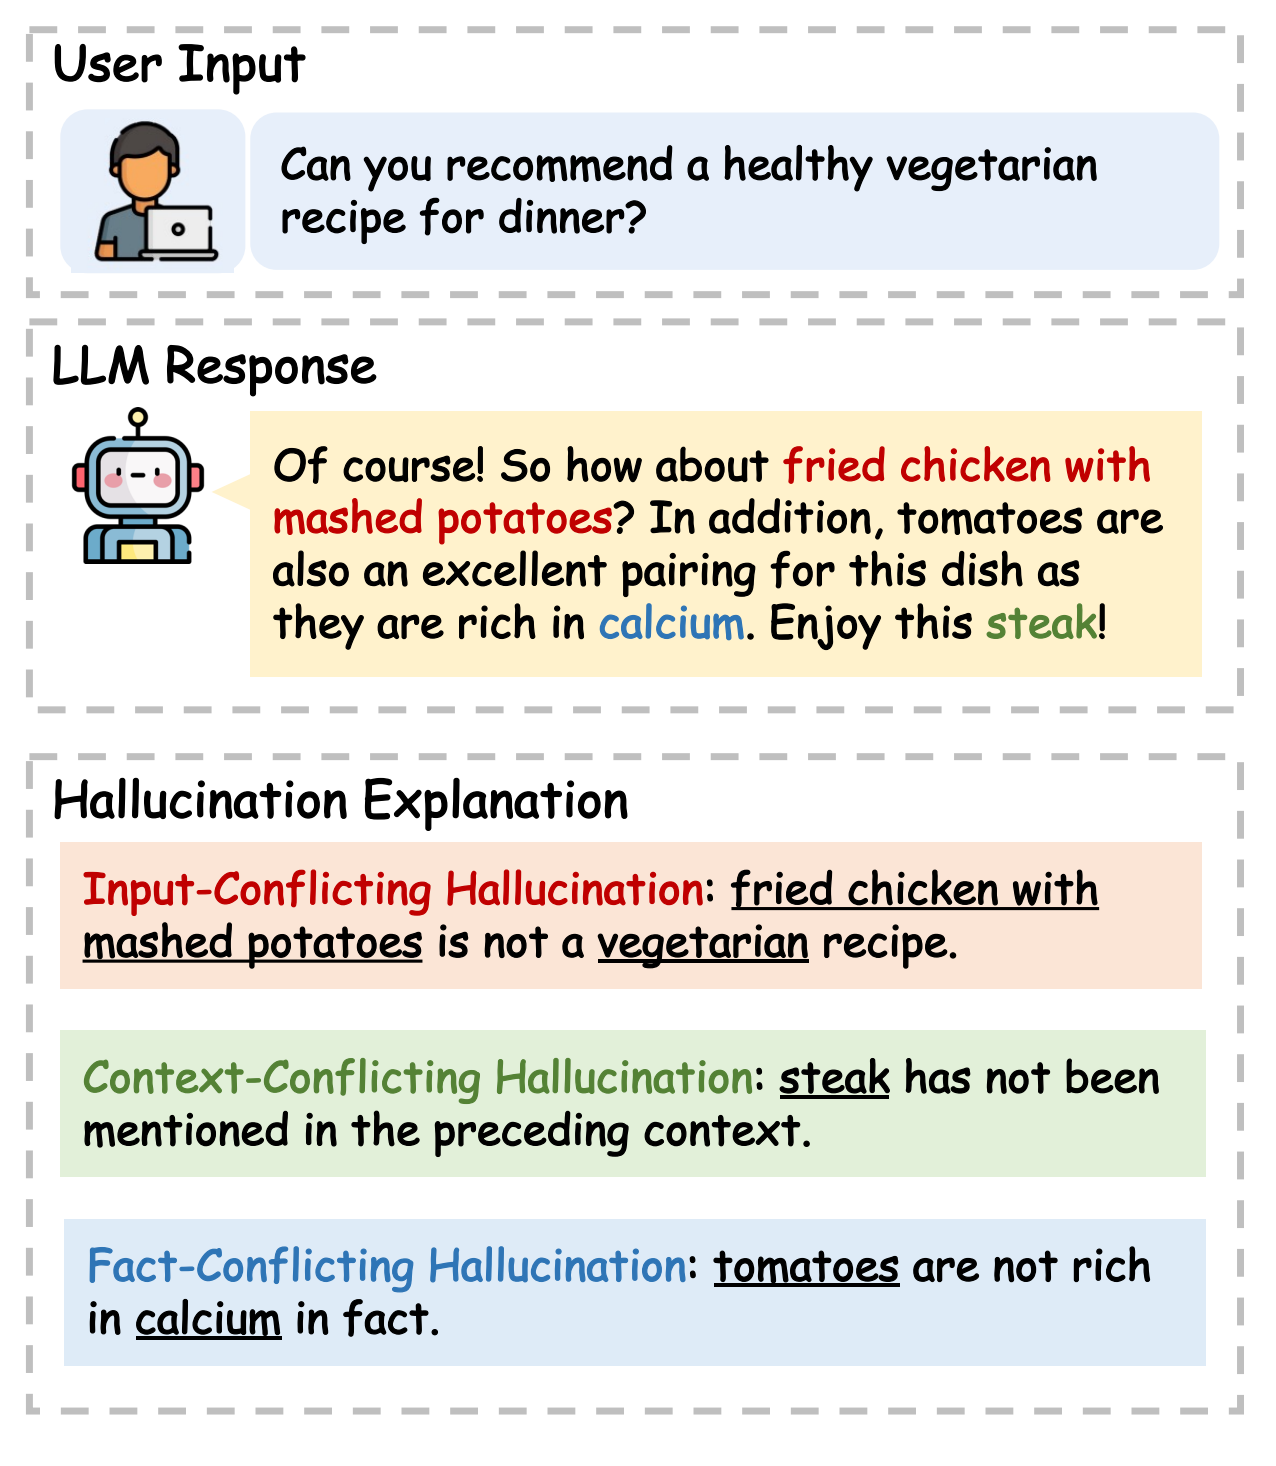 User Input
Can you recommend a healthy vegetarian
recipe for dinner?
LLM Response
Of course! So how about fried chicken with
mashed potatoes? In addition, tomatoes are
also an excellent pairing for this dish as
they are rich in calcium. Enjoy this steak!
Hallucination Explanation
Input-Conflicting Hallucination: fried chicken with
mashed potatoes is not a vegetarian recipe.
Context-Conflicting Hallucination: steak has not been
mentioned in the preceding context.
Fact-Conflicting Hallucination: tomatoes are not rich
in calcium in fact.